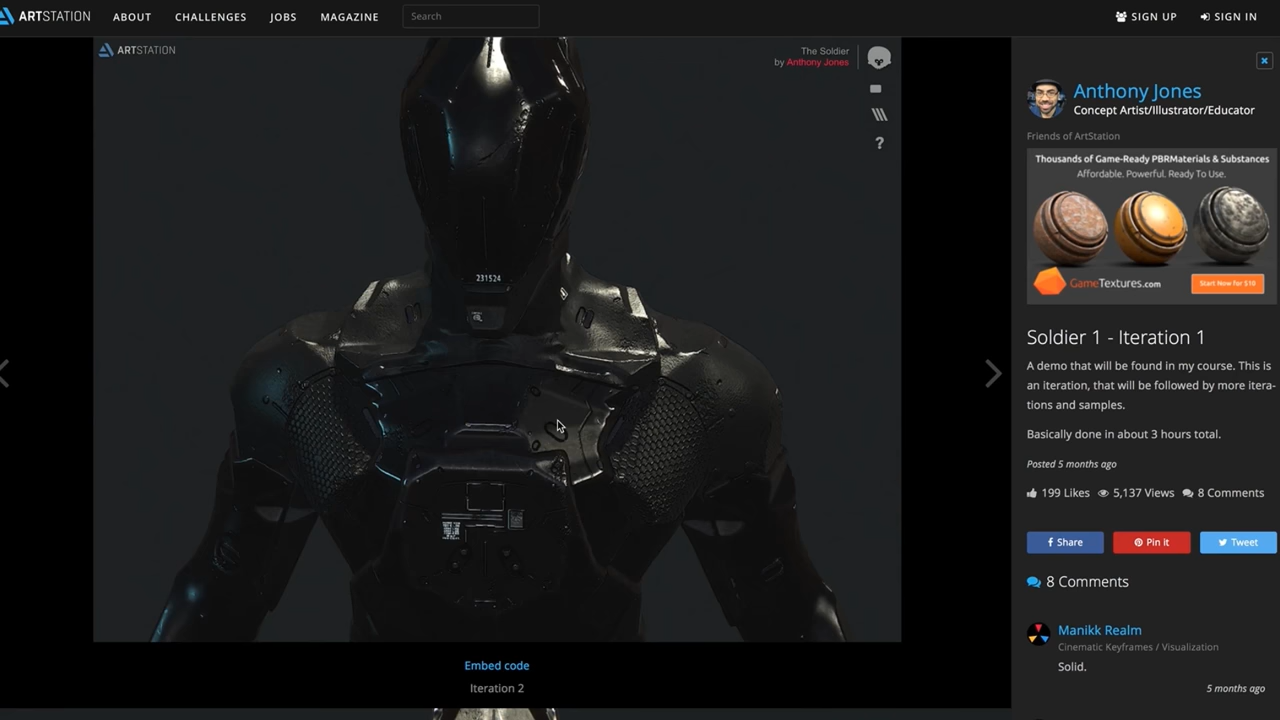 ARTSTATION ABOUT CHALLENGES JOBS MAGAZINE Search SIGN UP SIGN IN
ARTSTATION
The Soldier
by Anthony Jones
?
231524
Embed code
Iteration 2
Anthony Jones
Concept Artist/Illustrator/Educator
Friends of ArtStation
Thousands of Game-Ready PBRMaterials & Substances
Affordable. Powerful. Ready To Use.
GameTextures.com
Start Now For $10
Soldier 1 - Iteration 1
A demo that will be found in my course. This is
an iteration, that will be followed by more itera-
tions and samples.
Basically done in about 3 hours total.
Posted 5 months ago
199 Likes 5,137 Views 8 Comments
Share Pin it Tweet
8 Comments
Manikk Realm
Cinematic Keyframes / Visualization
Solid.
5 months ago